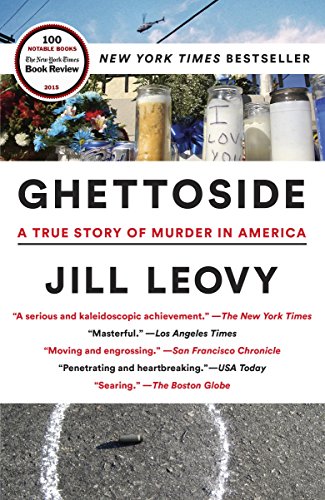 100
NOTABLE BOOKS
The New York Times
Book Review
2015
NEW YORK TIMES BESTSELLER
I
LOVE
YOU
GHETTOSIDE
A TRUE STORY OF MURDER IN AMERICA
JILL LEOVY
“A serious and kaleidoscopic achievement.” —The New York Times
“Masterful.” —Los Angeles Times
“Moving and engrossing.” —San Francisco Chronicle
“Penetrating and heartbreaking.”—USA Today
“Searing.” —The Boston Globe